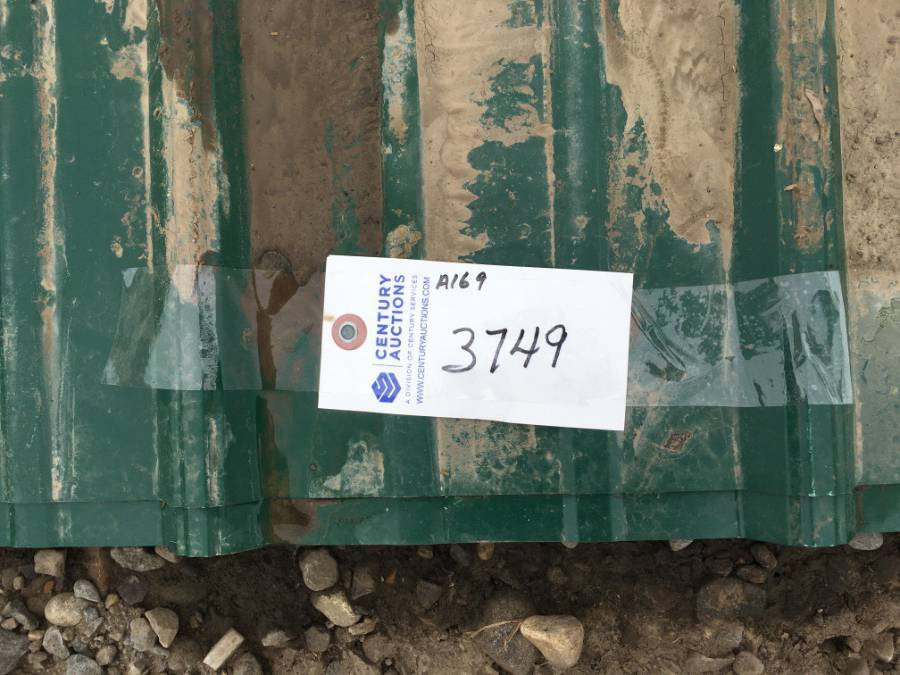 A169
3749
CENTURY
AUCTIONS
A DIVISION OF CENTURY SERVICES
WWW.CENTURYAUCTIONS.COM